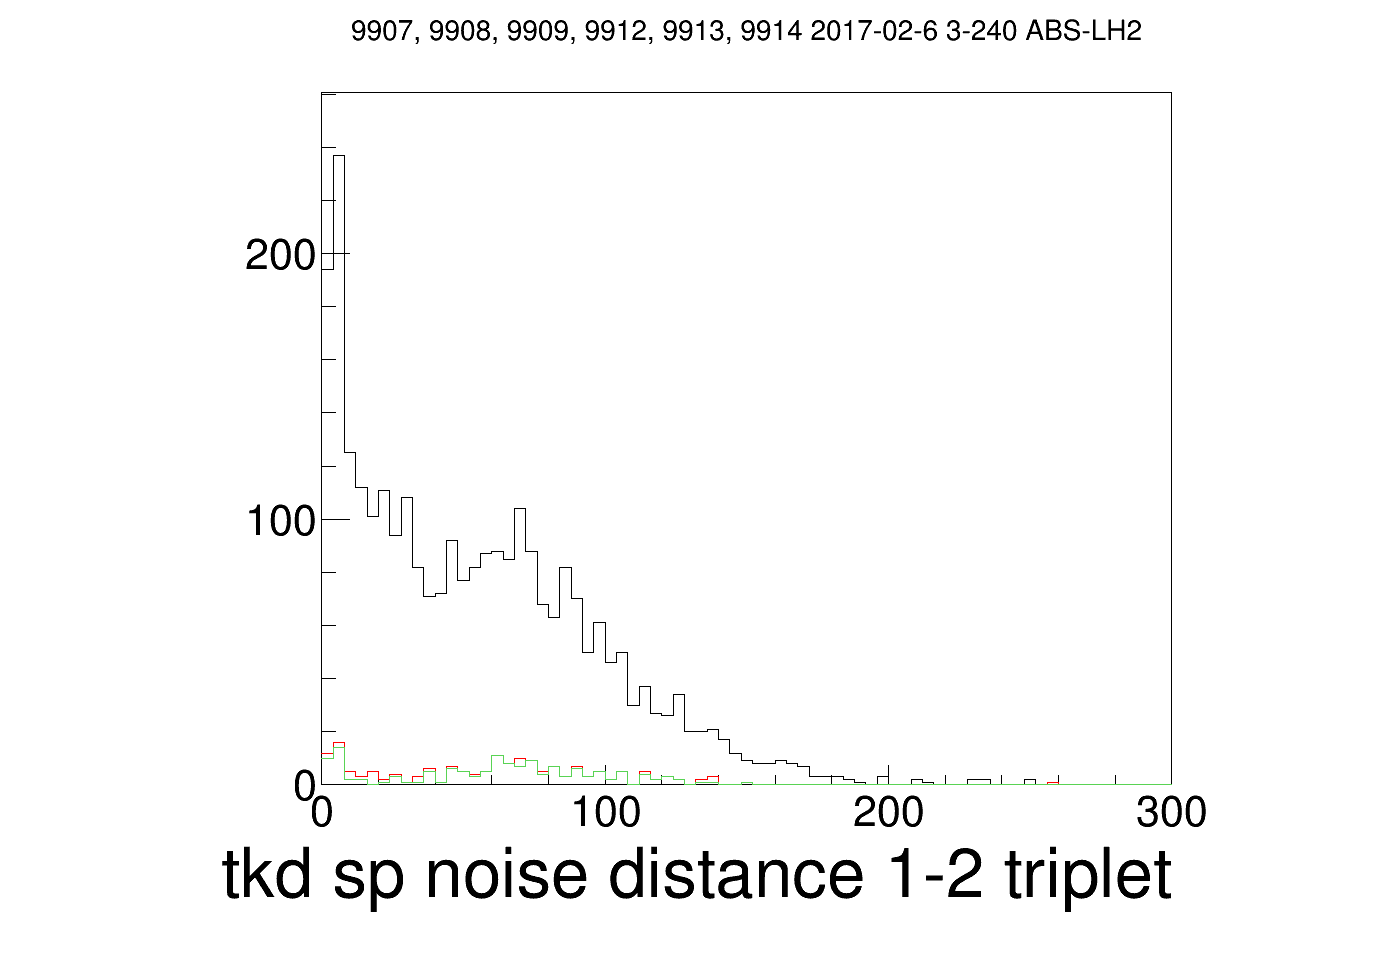 9907, 9908, 9909, 9912, 9913, 9914 2017-02-6 3-240 ABS-LH2
200
100
0
0 100 200 300
tkd sp noise distance 1-2 triplet